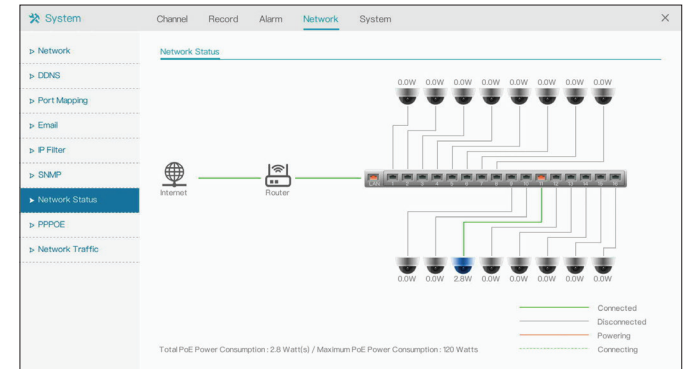 System
Channel Record Alarm Network System
Network
DDNS
Port Mapping
Email
IP Filter
SNMP
Network Status
PPPOE
Network Traffic
Network Status
0.0W 0.0W 0.0W 0.0W 0.0W 0.0W 0.0W 0.0W
Internet
Router
LAN 1 2 3 4 5 6 7 8 9 10 11 12 13 14 15 16
0.0W 0.0W 2.8W 0.0W 0.0W 0.0W 0.0W 0.0W
Connected
Disconnected
Powering
Connecting
Total PoE Power Consumption : 2.8 Watt(s) / Maximum PoE Power Consumption : 120 Watts